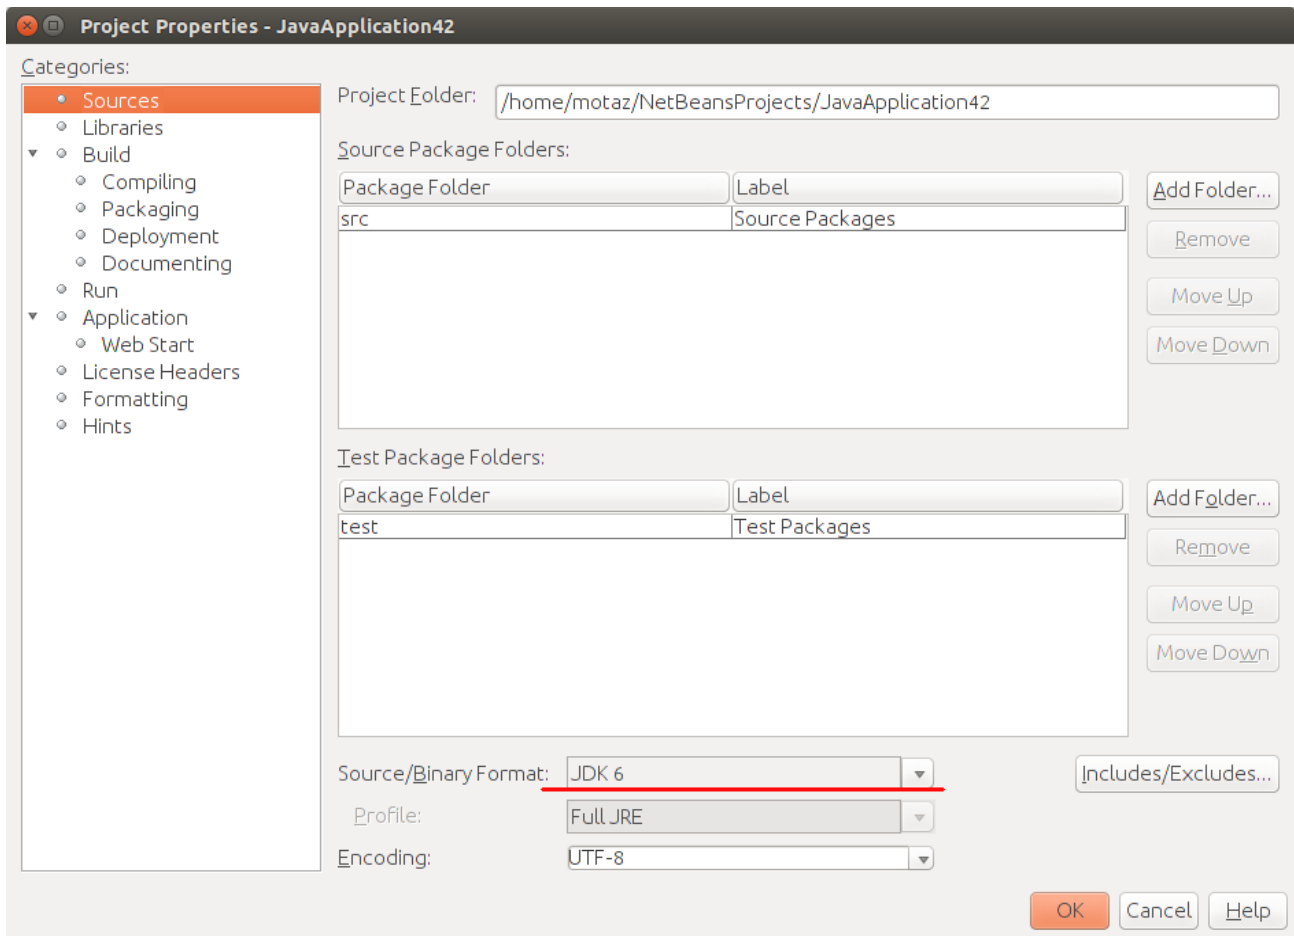 Project Properties - JavaApplication42
Categories:
Sources
Libraries
Build
Compiling
Packaging
Deployment
Documenting
Run
Application
Web Start
License Headers
Formatting
Hints
Project Folder: /home/motaz/NetBeansProjects/JavaApplication42
Source Package Folders:
Package Folder Label
src Source Packages
Add Folder...
Remove
Move Up
Move Down
Test Package Folders:
Package Folder Label
test Test Packages
Add Folder...
Remove
Move Up
Move Down
Source/Binary Format: JDK 6 Includes/Excludes...
Profile: Full JRE
Encoding: UTF-8
OK Cancel Help